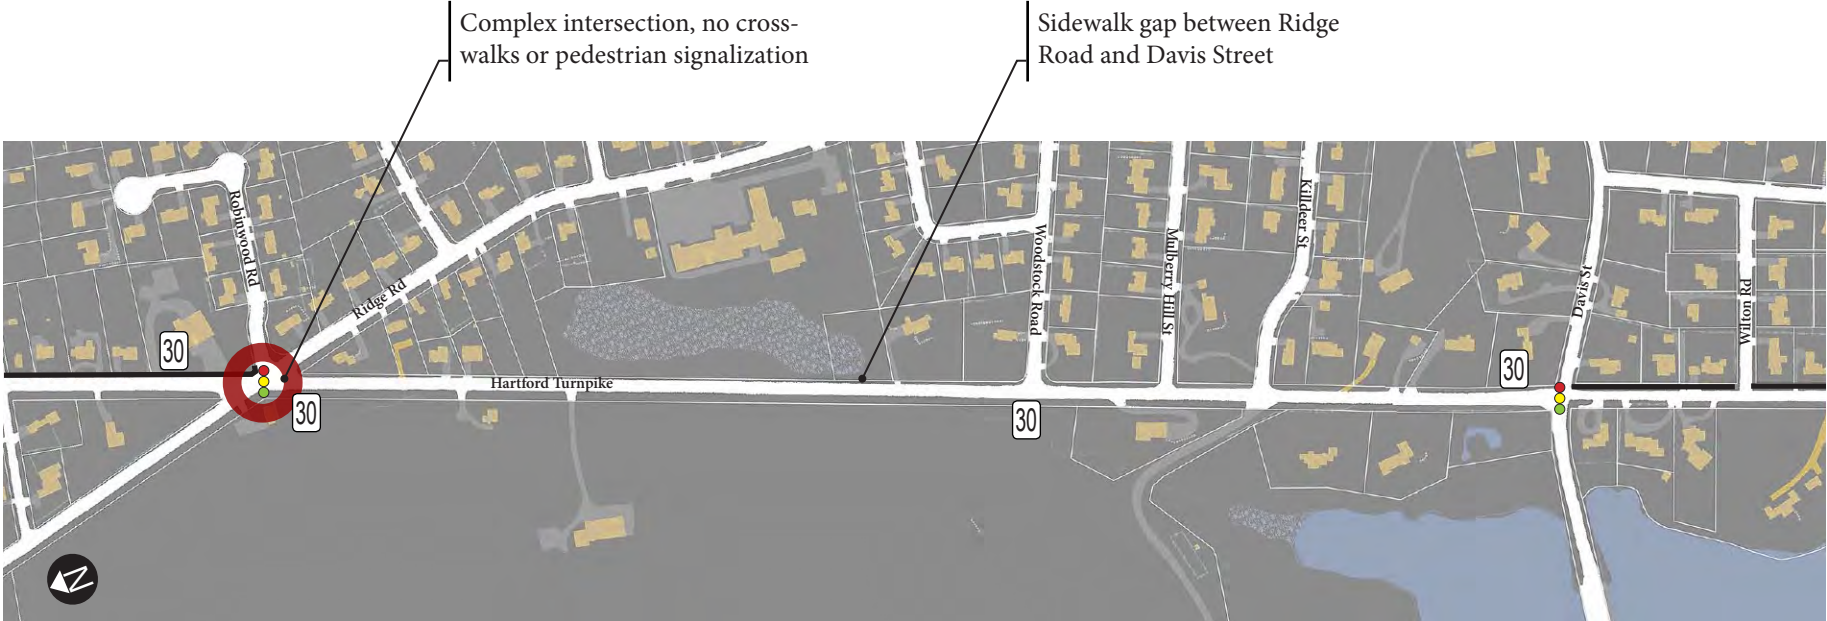 Complex intersection, no cross-
walks or pedestrian signalization
Sidewalk gap between Ridge
Road and Davis Street
Robinwood Rd
Ridge Rd
Woodstock Road
Mulberry Hill St
Killdeer St
Davis St
Wilton Rd
30
30
Hartford Turnpike
30
30
N